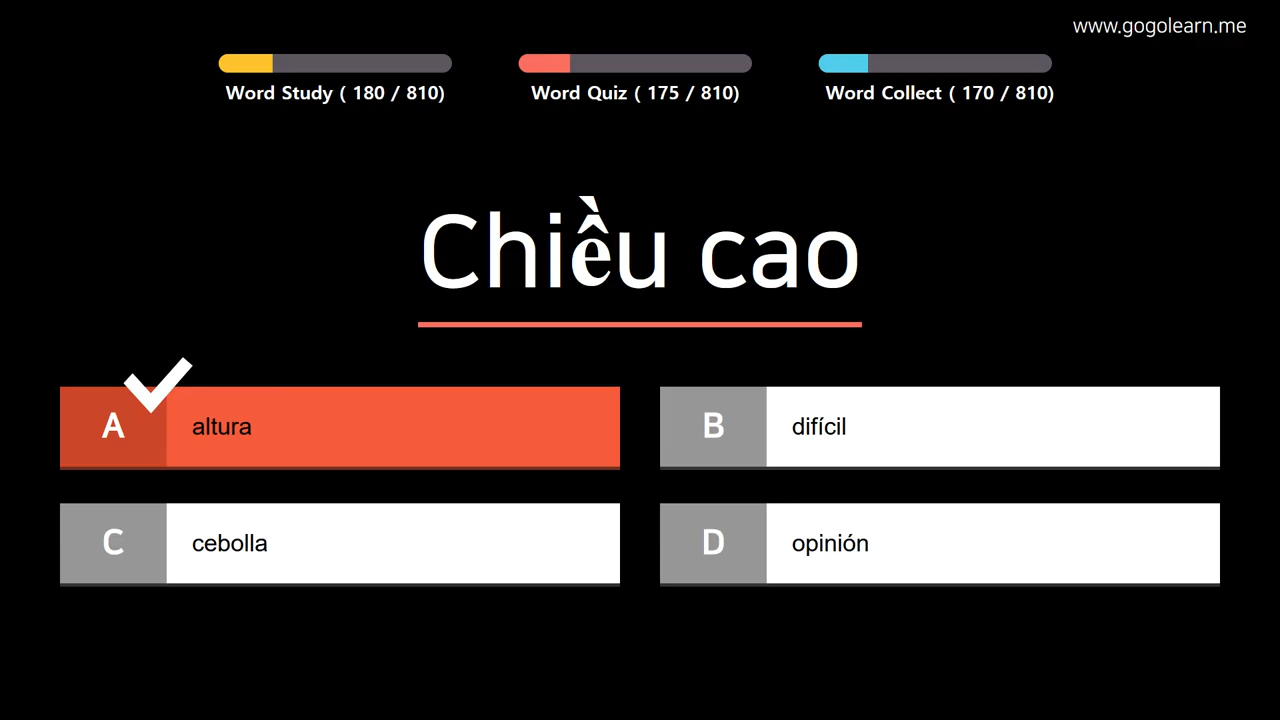 www.gogolearn.me
Word Study ( 180 / 810)
Word Quiz ( 175 / 810)
Word Collect ( 170 / 810)
Chiều cao
A altura
B difícil
C cebolla
D opinión